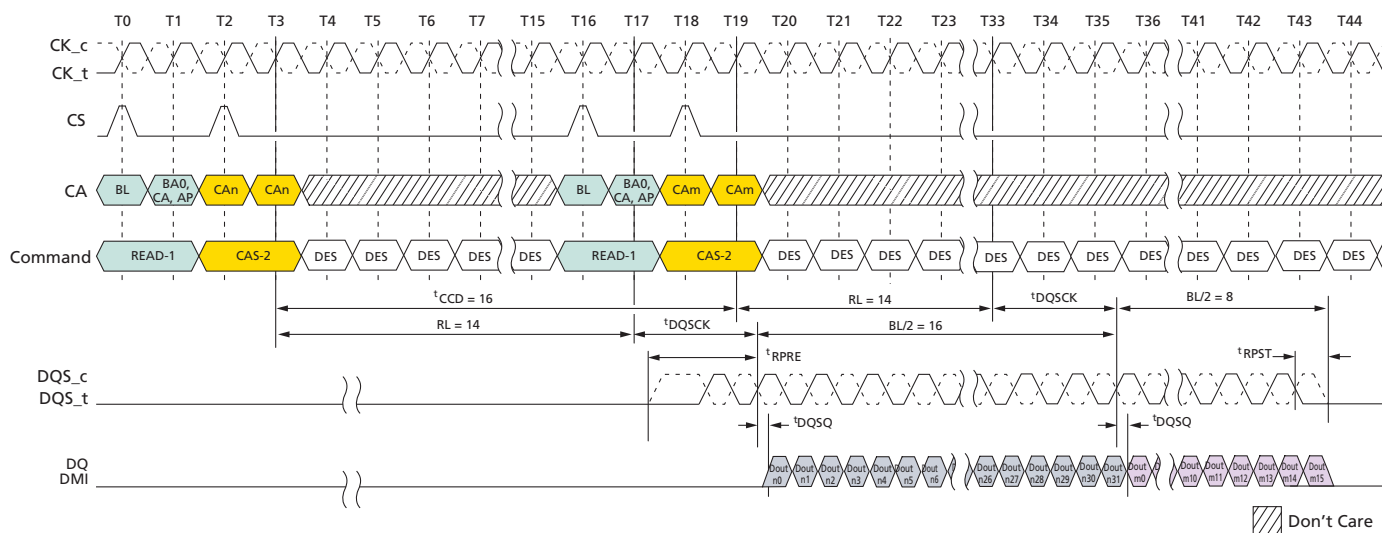 T0 T1 T2 T3 T4 T5 T6 T7 T15 T16 T17 T18 T19 T20 T21 T22 T23 T33 T34 T35 T36 T41 T42 T43 T44
CK_c
CK_t
CS
CA BL BA0, CA, AP CAn CAn BL BA0, CA, AP CAm CAm
Command READ-1 CAS-2 DES DES DES DES DES READ-1 CAS-2 DES DES DES DES DES DES DES DES DES DES DES DES
tCCD = 16 RL = 14 tDQSCK BL/2 = 8
RL = 14 tDQSCK BL/2 = 16
tRPRE tRPST
DQS_c
DQS_t
tDQSQ tDQSQ
DQ
DMI
Dout n0 Dout n1 Dout n2 Dout n3 Dout n4 Dout n5 Dout n6 Dout n26 Dout n27 Dout n28 Dout n29 Dout n30 Dout n31 Dout m0 Dout m10 Dout m11 Dout m12 Dout m13 Dout m14 Dout m15
Don't Care